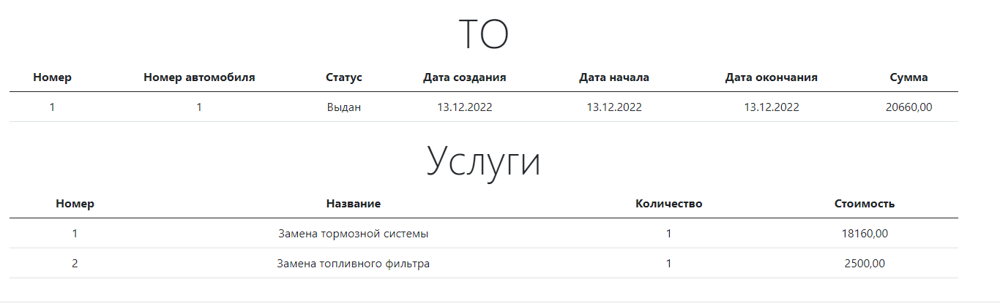 ТО
Номер Номер автомобиля Статус Дата создания Дата начала Дата окончания Сумма
1 1 Выдан 13.12.2022 13.12.2022 13.12.2022 20660,00
Услуги
Номер Название Количество Стоимость
1 Замена тормозной системы 1 18160,00
2 Замена топливного фильтра 1 2500,00